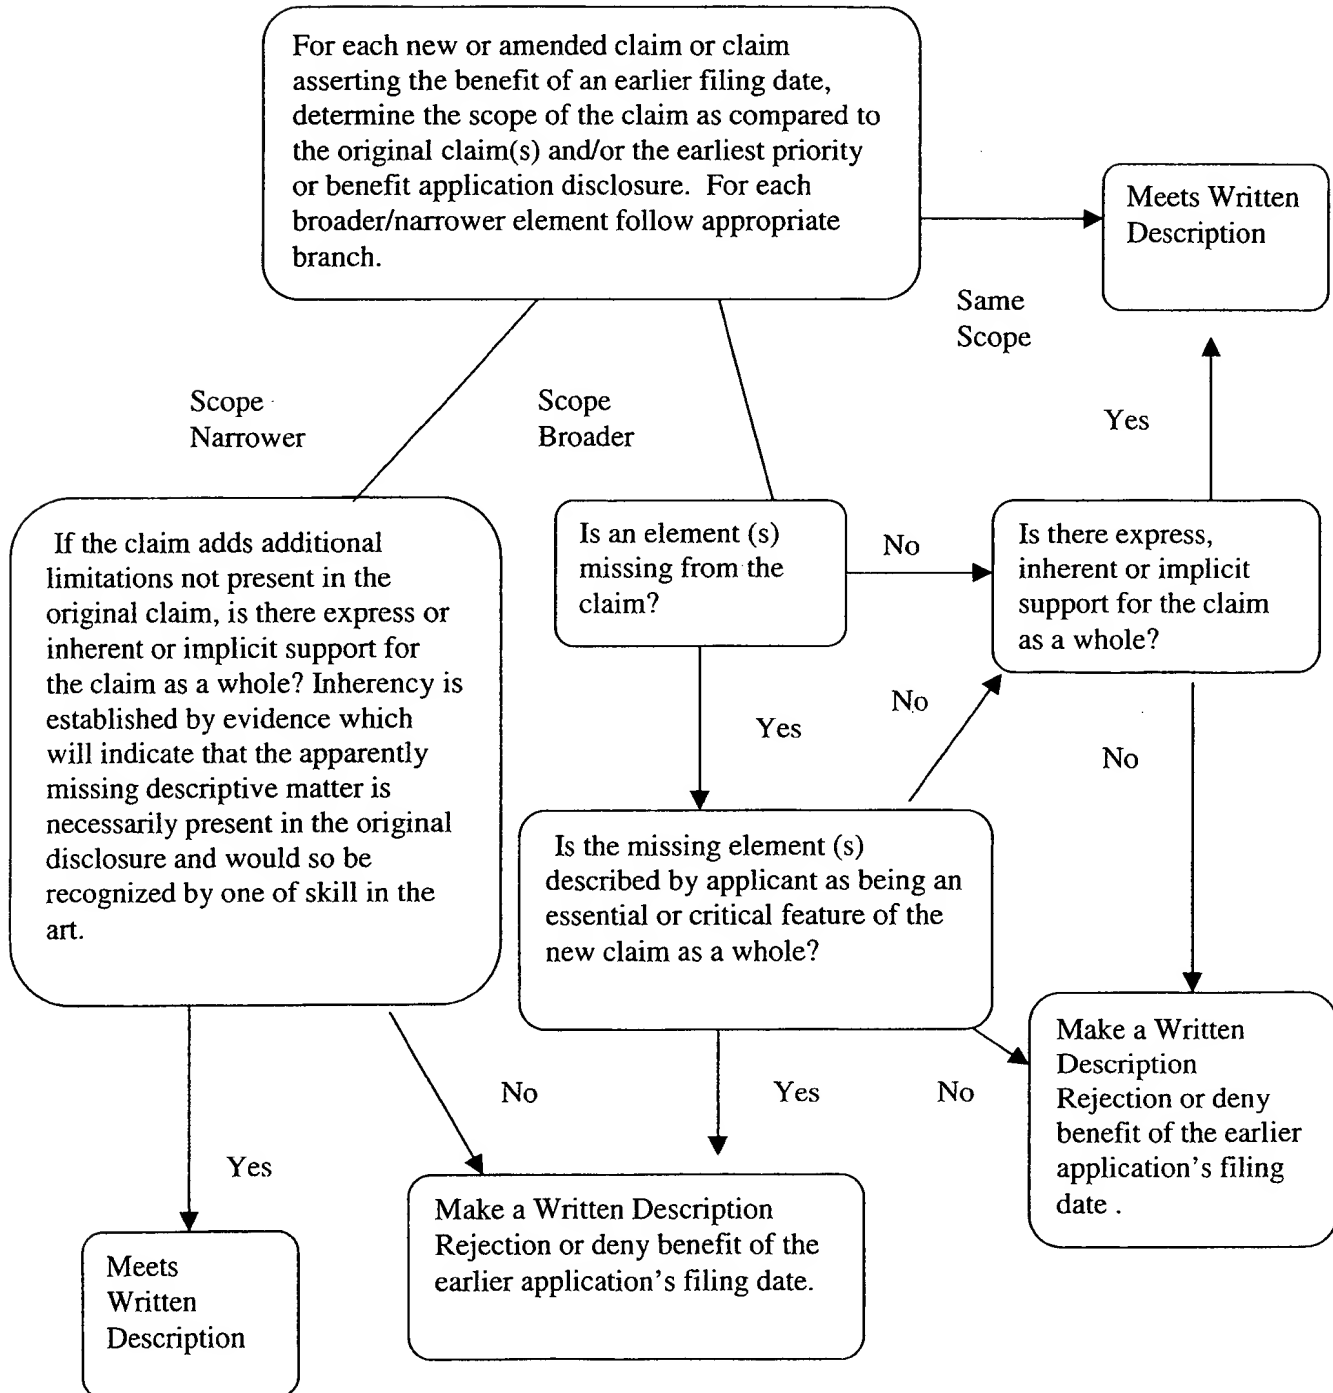 For each new or amended claim or claim
asserting the benefit of an earlier filing date,
determine the scope of the claim as compared to
the original claim(s) and/or the earliest priority
or benefit application disclosure.  For each
broader/narrower element follow appropriate
branch.
Meets Written
Description
Same
Scope
Scope
Narrower
Scope
Broader
Yes
If the claim adds additional
limitations not present in the
original claim, is there express or
inherent or implicit support for
the claim as a whole? Inherency is
established by evidence which
will indicate that the apparently
missing descriptive matter is
necessarily present in the original
disclosure and would so be
recognized by one of skill in the
art.
Is an element (s)
missing from the
claim?
No
Is there express,
inherent or implicit
support for the claim
as a whole?
Yes
No
No
Is the missing element (s)
described by applicant as being an
essential or critical feature of the
new claim as a whole?
No
Yes
No
Make a Written
Description
Rejection or deny
benefit of the earlier
application's filing
date .
Yes
Make a Written Description
Rejection or deny benefit of the
earlier application's filing date.
Meets
Written
Description